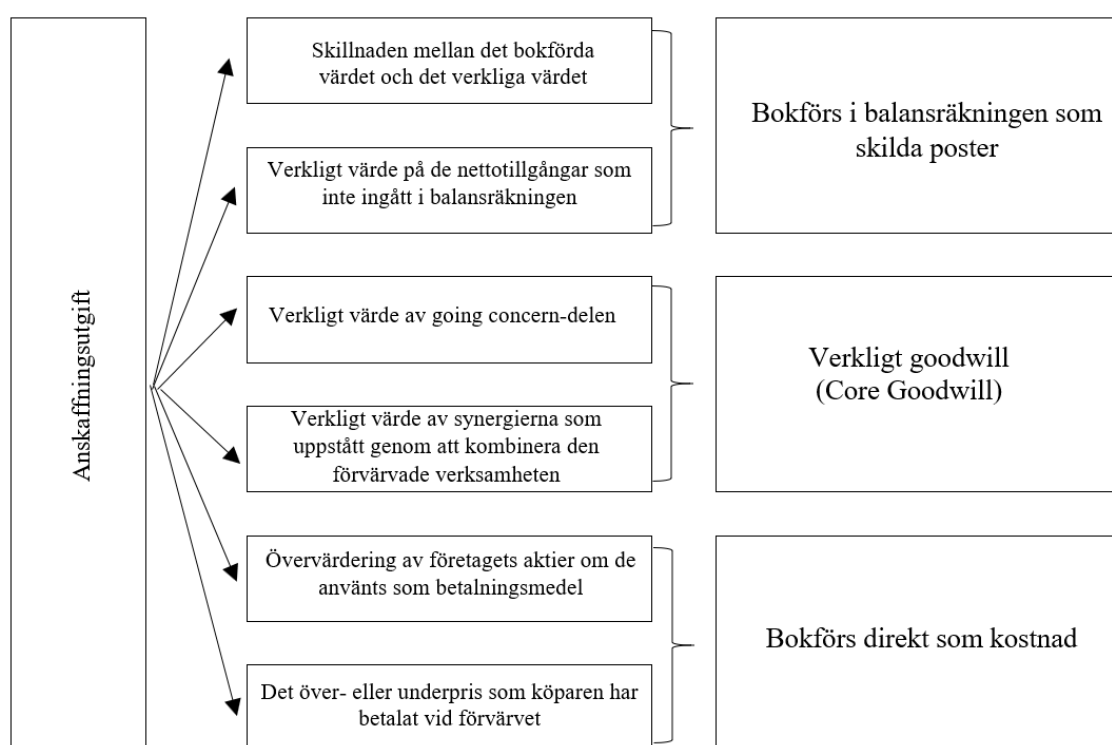 Anskaffningsutgift
Skillnaden mellan det bokförda
värdet och det verkliga värdet
Verkligt värde på de nettotillgångar som
inte ingått i balansräkningen
Bokförs i balansräkningen som
skilda poster
Verkligt värde av going concern-delen
Verkligt värde av synergierna som
uppstått genom att kombinera den
förvärvade verksamheten
Verkligt goodwill
(Core Goodwill)
Övervärdering av företagets aktier om de
använts som betalningsmedel
Det över- eller underpris som köparen har
betalat vid förvärvet
Bokförs direkt som kostnad